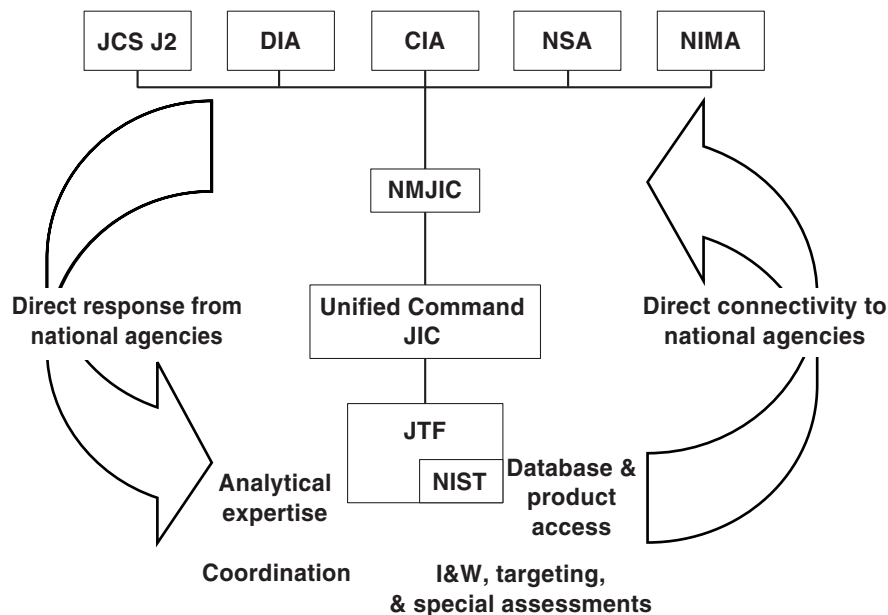 JCS J2
DIA
CIA
NSA
NIMA
NMJIC
Direct response from
national agencies
Unified Command
JIC
Direct connectivity to
national agencies
JTF
NIST
Analytical
expertise
Database &
product
access
Coordination
I&W, targeting,
& special assessments